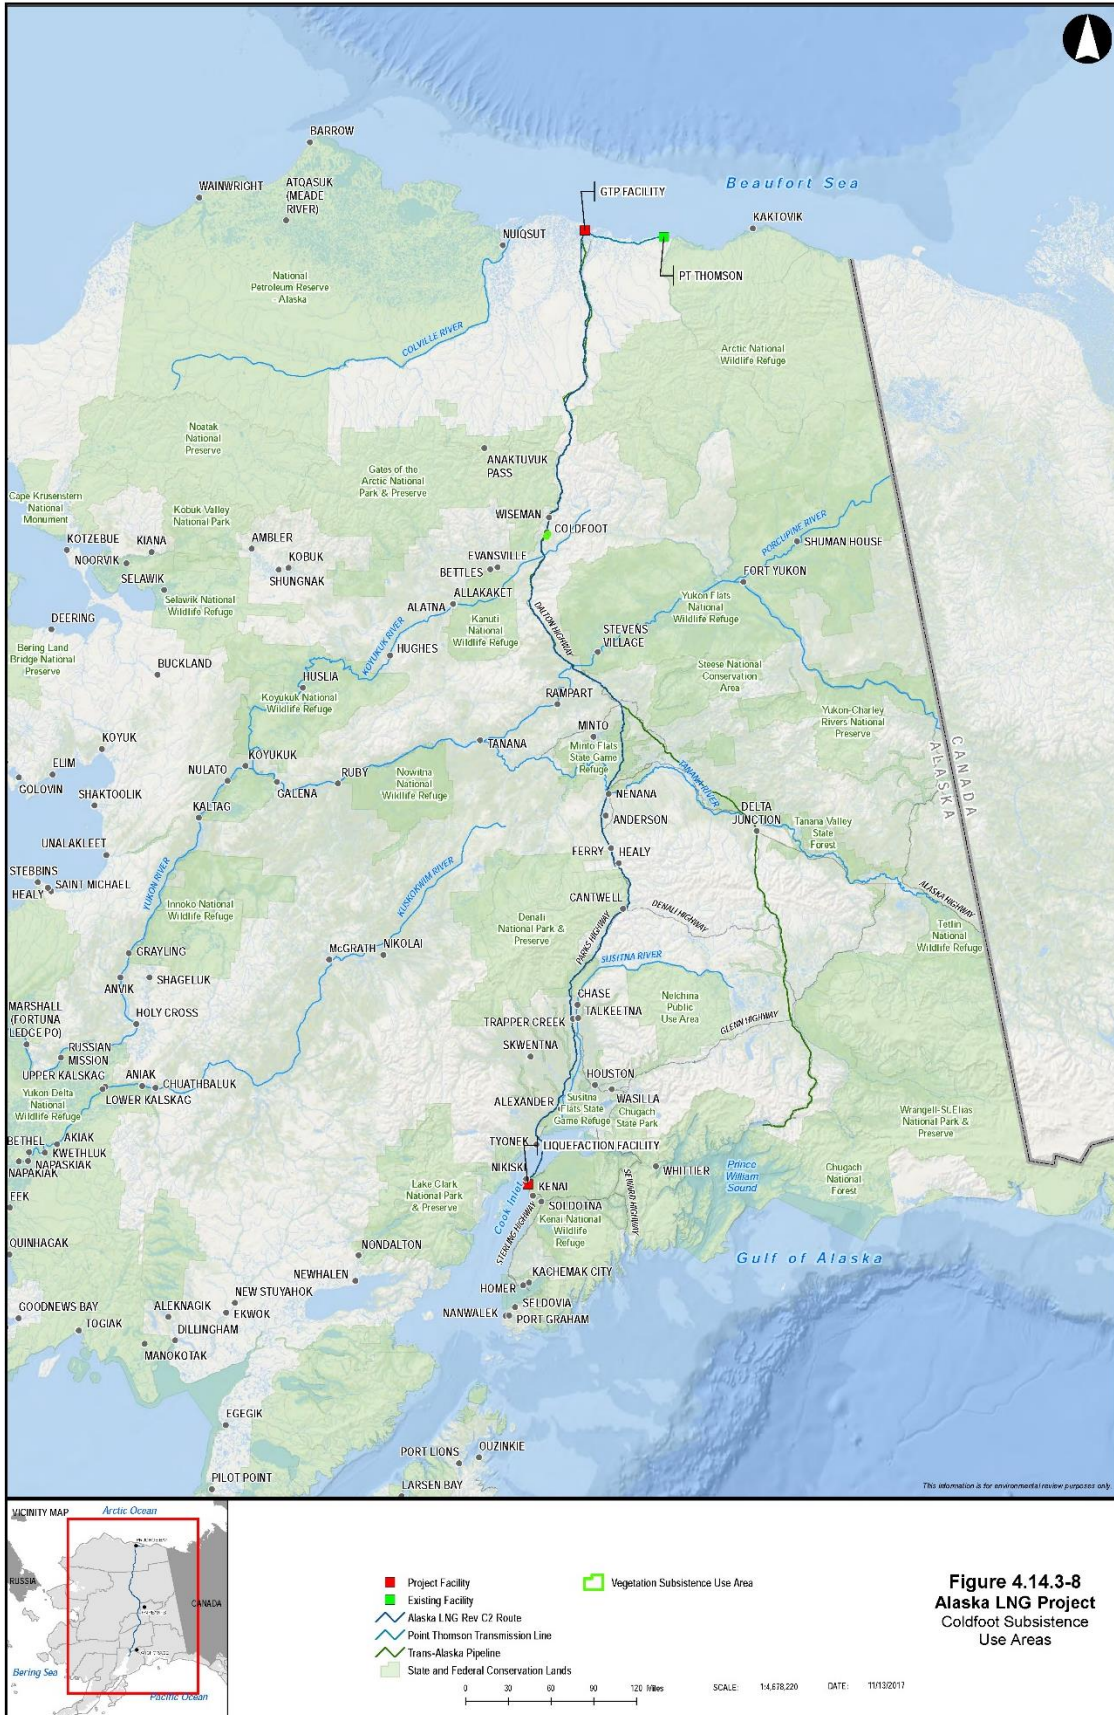 BARROW
WAINWRIGHT
ATQASUK
(MEADE
RIVER)
GTP FACILITY
Beaufort Sea
KAKTOVIK
NUIQSUT
PT THOMSON
National
Petroleum Reserve
- Alaska
COLVILLE RIVER
Arctic National
Wildlife Refuge
Noatak
National
Preserve
ANAKTUVUK
PASS
Gates of the
Arctic National
Park & Preserve
Cape Krusenstern
National
Monument
Kobuk Valley
National Park
WISEMAN
COLDFOOT
PORCUPINE RIVER
SHUMAN HOUSE
KOTZEBUE
KIANA
AMBLER
NOORVIK
KOBUK
SHUNGNAK
EVANSVILLE
BETTLES
FORT YUKON
SELAWIK
Selawik National
Wildlife Refuge
ALLAKAKET
ALATNA
Kanuti
National
Wildlife Refuge
DALTON HIGHWAY
Yukon Flats
National
Wildlife Refuge
DEERING
Bering Land
Bridge National
Preserve
BUCKLAND
KOYUKUK RIVER
HUGHES
STEVENS
VILLAGE
Steese National
Conservation
Area
HUSLIA
Koyukuk National
Wildlife Refuge
RAMPART
Yukon-Charley
Rivers National
Preserve
KOYUK
MINTO
Minto Flats
State Game
Refuge
TANANA
CANADA
ALASKA
ELIM
GOLOVIN
KOYUKUK
NULATO
RUBY
GALENA
Nowitna
National
Wildlife Refuge
TANANA RIVER
SHAKTOOLIK
KALTAG
NENANA
ANDERSON
DELTA
JUNCTION
Tanana Valley
State
Forest
UNALAKLEET
FERRY
HEALY
STEBBINS
SAINT MICHAEL
HEALY
YUKON RIVER
KUSKOKWIM RIVER
ALASKA HIGHWAY
Innoko National
Wildlife Refuge
CANTWELL
DENALI HIGHWAY
Denali
National Park &
Preserve
PARKS HIGHWAY
Tetlin
National
Wildlife Refuge
GRAYLING
McGRATH
NIKOLAI
SUSITNA RIVER
SHAGELUK
ANVIK
CHASE
TALKEETNA
TRAPPER CREEK
Nelchina
Public
Use Area
GLENN HIGHWAY
MARSHALL
(FORTUNA
LEDGE PO)
HOLY CROSS
RUSSIAN
MISSION
SKWENTNA
UPPER KALSKAG
ANIAK
CHUATHBALUK
LOWER KALSKAG
HOUSTON
WASILLA
Yukon Delta
National
Wildlife Refuge
ALEXANDER
Susitna
Flats State
Game Refuge
Chugach
State Park
Wrangell-St.Elias
National Park &
Preserve
BETHEL
AKIAK
KWETHLUK
NAPASKIAK
NAPAKIAK
TYONEK
LIQUEFACTION FACILITY
NIKISKI
WHITTIER
Prince
William
Sound
Chugach
National
Forest
EEK
Lake Clark
National Park
& Preserve
Cook Inlet
KENAI
SOLDOTNA
SEWARD HIGHWAY
STERLING HIGHWAY
Kenai National
Wildlife
Refuge
QUINHAGAK
NONDALTON
Gulf of Alaska
NEWHALEN
KACHEMAK CITY
HOMER
NEW STUYAHOK
GOODNEWS BAY
ALEKNAGIK
EKWOK
SELDOVIA
NANWALEK
PORT GRAHAM
TOGIAK
DILLINGHAM
MANOKOTAK
EGEGIK
PORT LIONS
OUZINKIE
PILOT POINT
LARSEN BAY
This information is for environmental review purposes only.
VICINITY MAP
Arctic Ocean
RUSSIA
CANADA
Bering Sea
Pacific Ocean
Project Facility
Existing Facility
Alaska LNG Rev C2 Route
Point Thomson Transmission Line
Trans-Alaska Pipeline
State and Federal Conservation Lands
Vegetation Subsistence Use Area
0 30 60 90 120 Miles
SCALE: 1:4,678,220
DATE: 11/13/2017
Figure 4.14.3-8
Alaska LNG Project
Coldfoot Subsistence
Use Areas